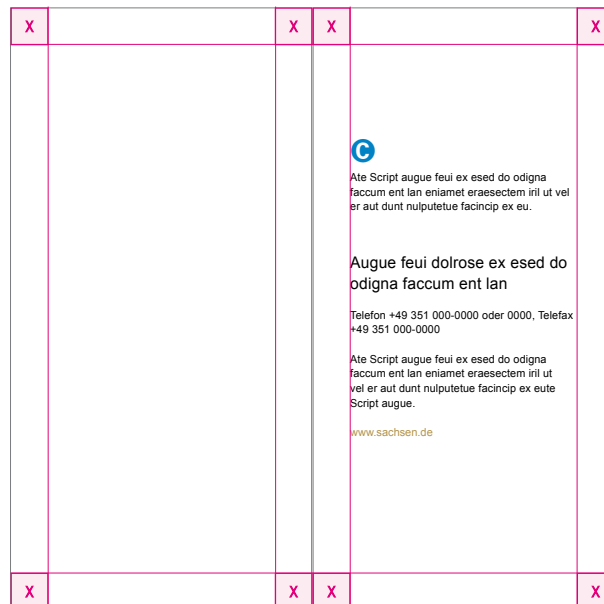 X X X X
C
Ate Script augue feui ex esed do odigna
faccum ent lan eniamet eraesectem iril ut vel
er aut dunt nulputetue facincip ex eu.
Augue feui dolrose ex esed do
odigna faccum ent lan
Telefon +49 351 000-0000 oder 0000, Telefax
+49 351 000-0000
Ate Script augue feui ex esed do odigna
faccum ent lan eniamet eraesectem iril ut
vel er aut dunt nulputetue facincip ex eute
Script augue.
www.sachsen.de
X X X X